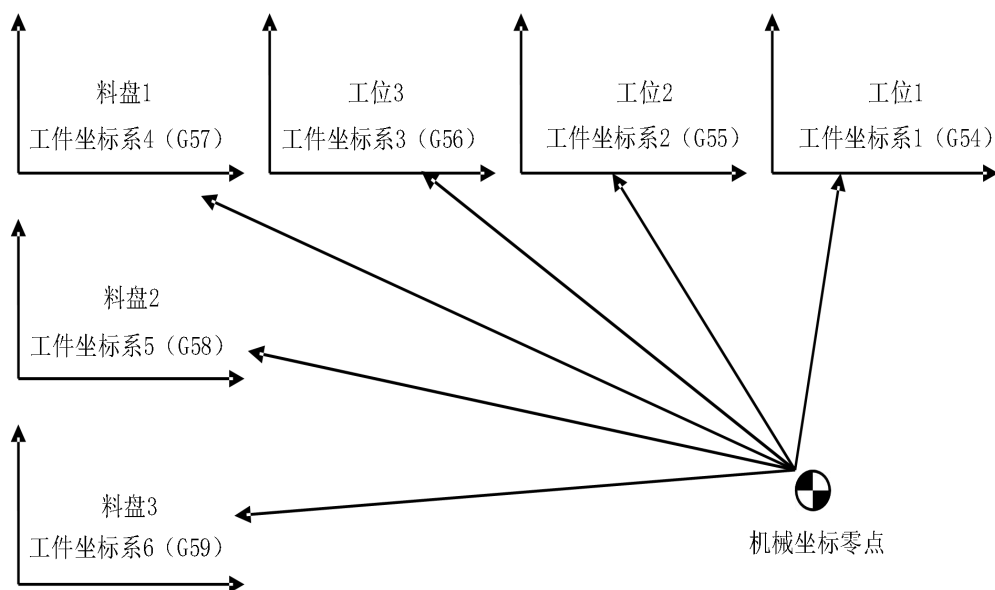 料盘1
工件坐标系4（G57）
工位3
工件坐标系3（G56）
工位2
工件坐标系2（G55）
工位1
工件坐标系1（G54）
料盘2
工件坐标系5（G58）
料盘3
工件坐标系6（G59）
机械坐标零点